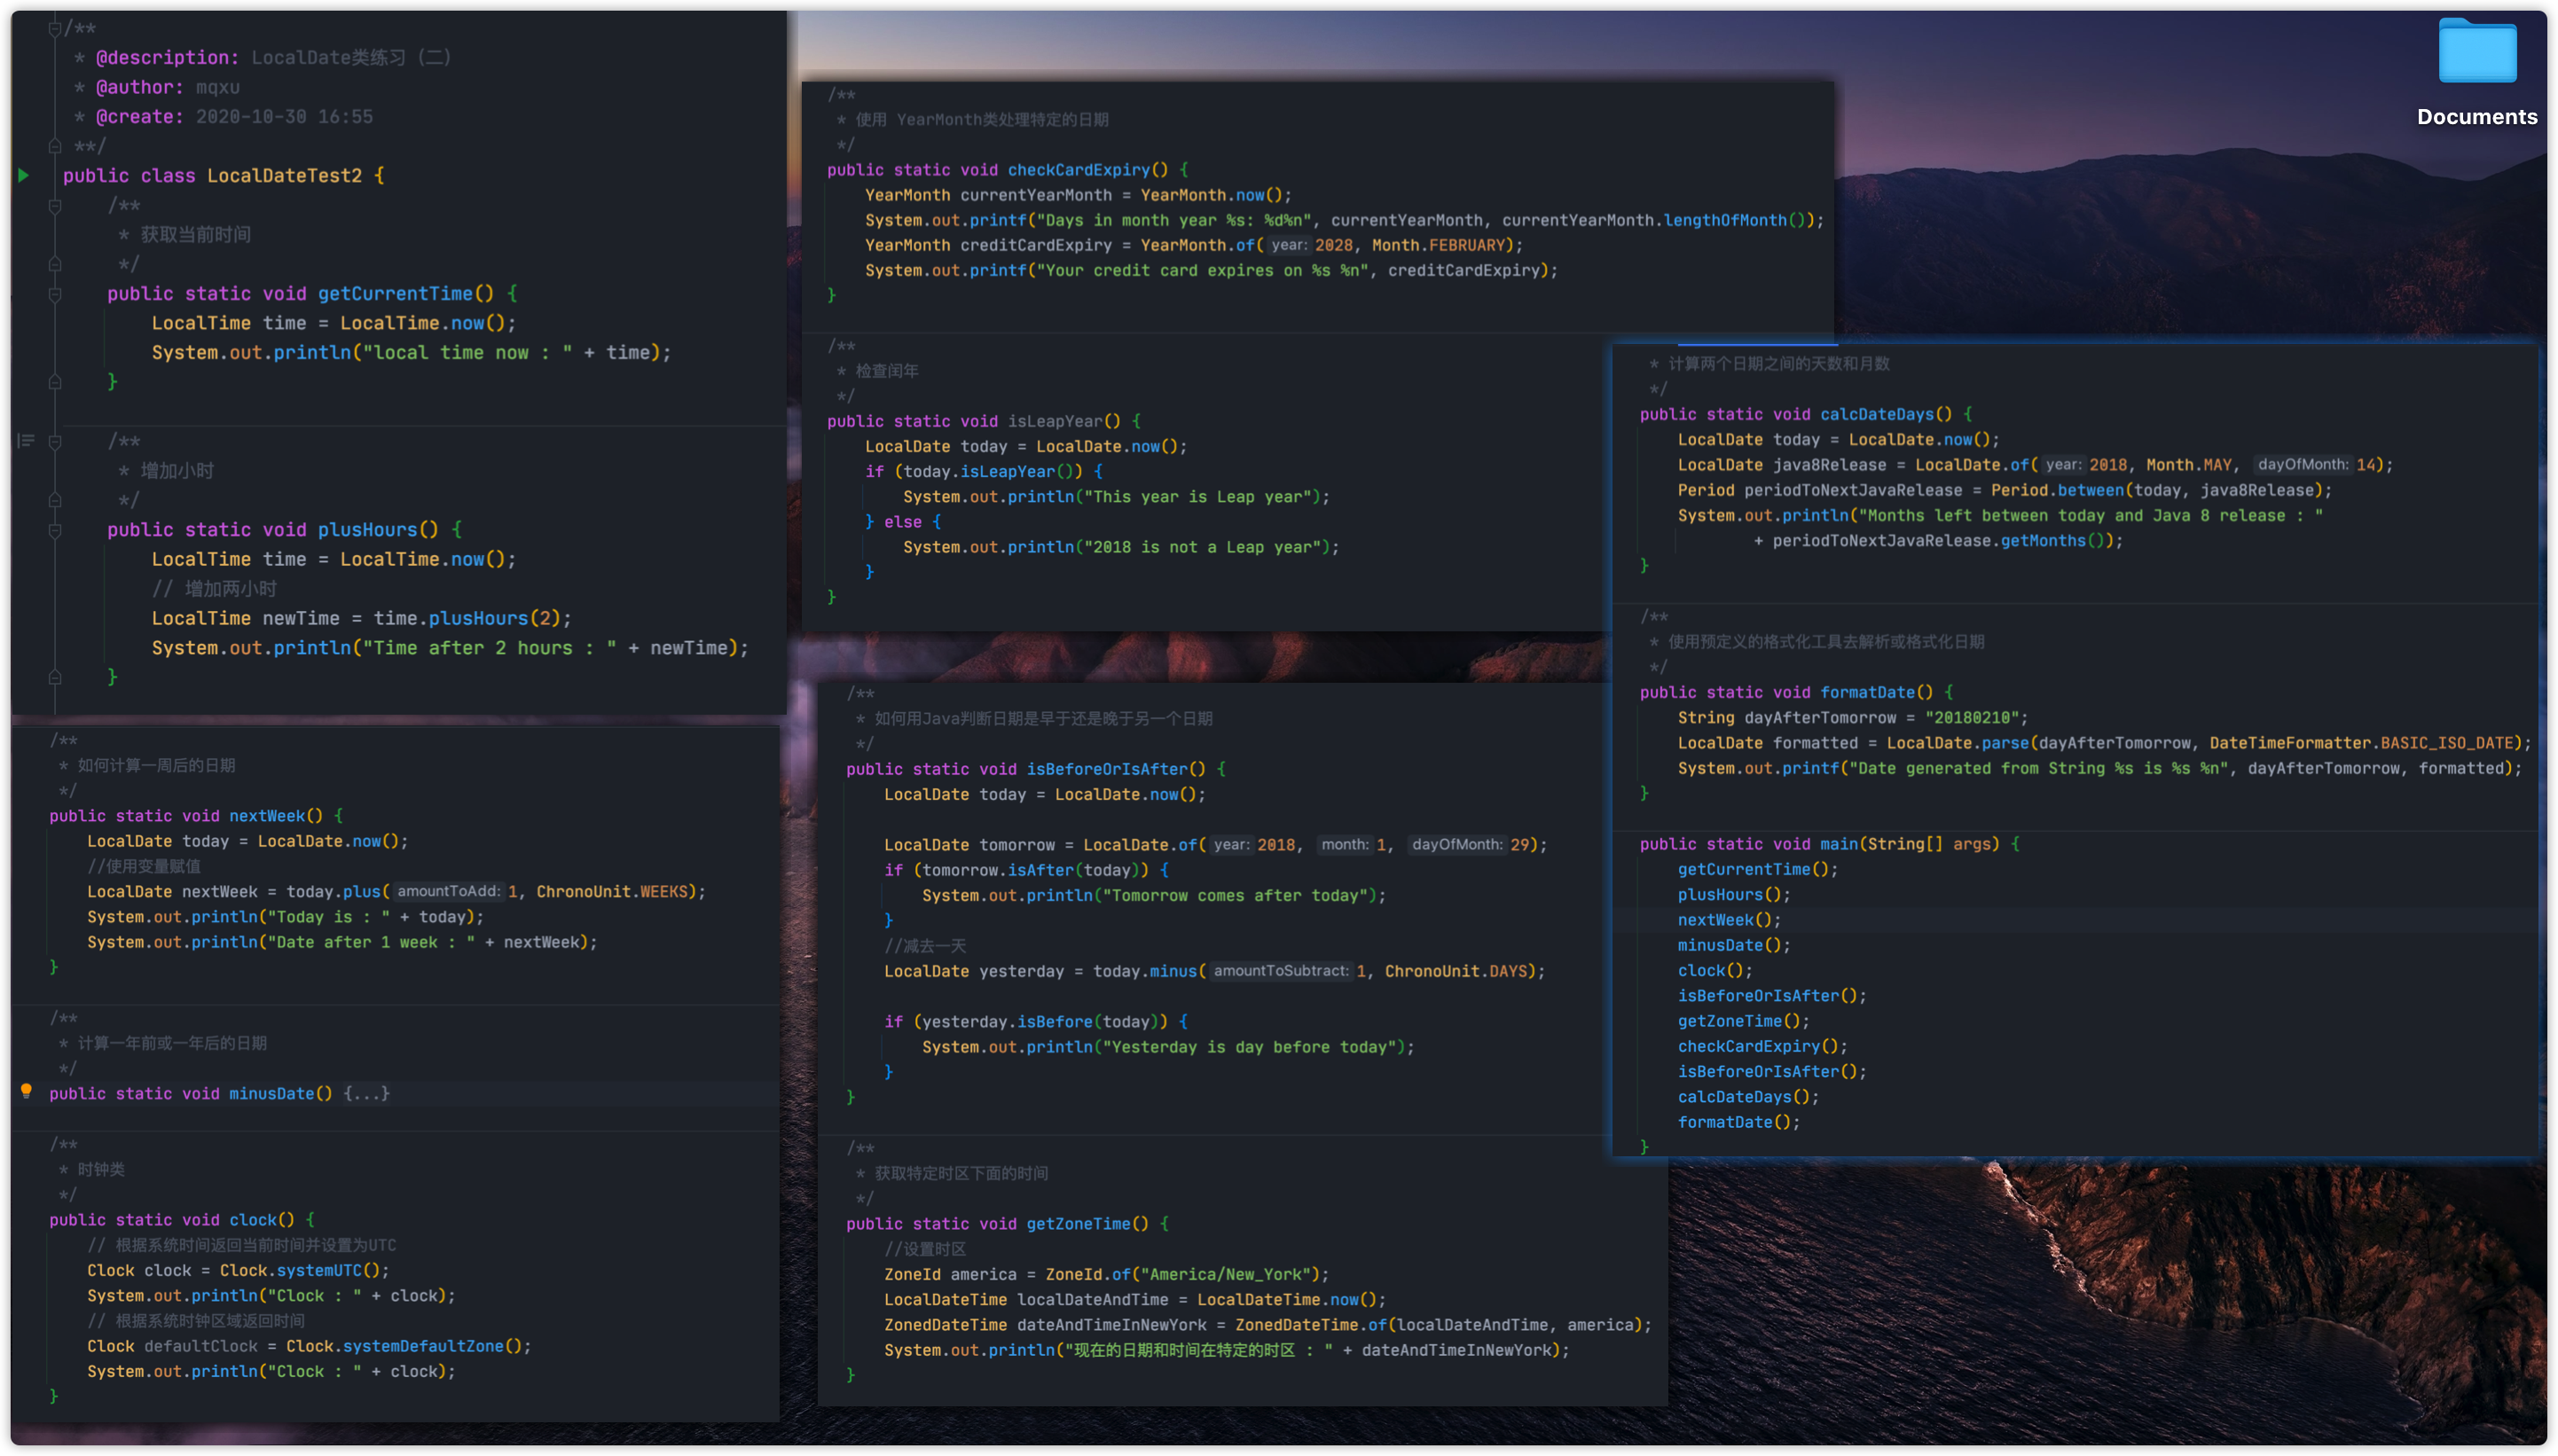 /**
* @description: LocalDate类练习（二）
* @author: mqxu
* @create: 2020-10-30 16:55
**/
public class LocalDateTest2 {
/**
* 获取当前时间
*/
public static void getCurrentTime() {
LocalTime time = LocalTime.now();
System.out.println("local time now : " + time);
}
/**
* 增加小时
*/
public static void plusHours() {
LocalTime time = LocalTime.now();
// 增加两小时
LocalTime newTime = time.plusHours(2);
System.out.println("Time after 2 hours : " + newTime);
}
/**
* 如何计算一周后的日期
*/
public static void nextWeek() {
LocalDate today = LocalDate.now();
//使用变量赋值
LocalDate nextWeek = today.plus( amountToAdd: 1, ChronoUnit.WEEKS);
System.out.println("Today is : " + today);
System.out.println("Date after 1 week : " + nextWeek);
}
/**
* 计算一年前或一年后的日期
*/
public static void minusDate() {...}
/**
* 时钟类
*/
public static void clock() {
// 根据系统时间返回当前时间并设置为UTC
Clock clock = Clock.systemUTC();
System.out.println("Clock : " + clock);
// 根据系统时钟区域返回时间
Clock defaultClock = Clock.systemDefaultZone();
System.out.println("Clock : " + clock);
}
/**
* 使用 YearMonth类处理特定的日期
*/
public static void checkCardExpiry() {
YearMonth currentYearMonth = YearMonth.now();
System.out.printf("Days in month year %s: %d%n", currentYearMonth, currentYearMonth.lengthOfMonth());
YearMonth creditCardExpiry = YearMonth.of( year: 2028, Month.FEBRUARY);
System.out.printf("Your credit card expires on %s %n", creditCardExpiry);
}
/**
* 检查闰年
*/
public static void isLeapYear() {
LocalDate today = LocalDate.now();
if (today.isLeapYear()) {
System.out.println("This year is Leap year");
} else {
System.out.println("2018 is not a Leap year");
}
}
/**
* 如何用Java判断日期是早于还是晚于另一个日期
*/
public static void isBeforeOrIsAfter() {
LocalDate today = LocalDate.now();
LocalDate tomorrow = LocalDate.of( year: 2018, month: 1, dayOfMonth: 29);
if (tomorrow.isAfter(today)) {
System.out.println("Tomorrow comes after today");
}
//减去一天
LocalDate yesterday = today.minus( amountToSubtract: 1, ChronoUnit.DAYS);
if (yesterday.isBefore(today)) {
System.out.println("Yesterday is day before today");
}
}
/**
* 获取特定时区下面的时间
*/
public static void getZoneTime() {
//设置时区
ZoneId america = ZoneId.of("America/New_York");
LocalDateTime localDateAndTime = LocalDateTime.now();
ZonedDateTime dateAndTimeInNewYork = ZonedDateTime.of(localDateAndTime, america);
System.out.println("现在的日期和时间在特定的时区 : " + dateAndTimeInNewYork);
}
* 计算两个日期之间的天数和月数
*/
public static void calcDateDays() {
LocalDate today = LocalDate.now();
LocalDate java8Release = LocalDate.of( year: 2018, Month.MAY, dayOfMonth: 14);
Period periodToNextJavaRelease = Period.between(today, java8Release);
System.out.println("Months left between today and Java 8 release : "
+ periodToNextJavaRelease.getMonths());
}
/**
* 使用预定义的格式化工具去解析或格式化日期
*/
public static void formatDate() {
String dayAfterTomorrow = "20180210";
LocalDate formatted = LocalDate.parse(dayAfterTomorrow, DateTimeFormatter.BASIC_ISO_DATE);
System.out.printf("Date generated from String %s is %s %n", dayAfterTomorrow, formatted);
}
public static void main(String[] args) {
getCurrentTime();
plusHours();
nextWeek();
minusDate();
clock();
isBeforeOrIsAfter();
getZoneTime();
checkCardExpiry();
isBeforeOrIsAfter();
calcDateDays();
formatDate();
}
Documents